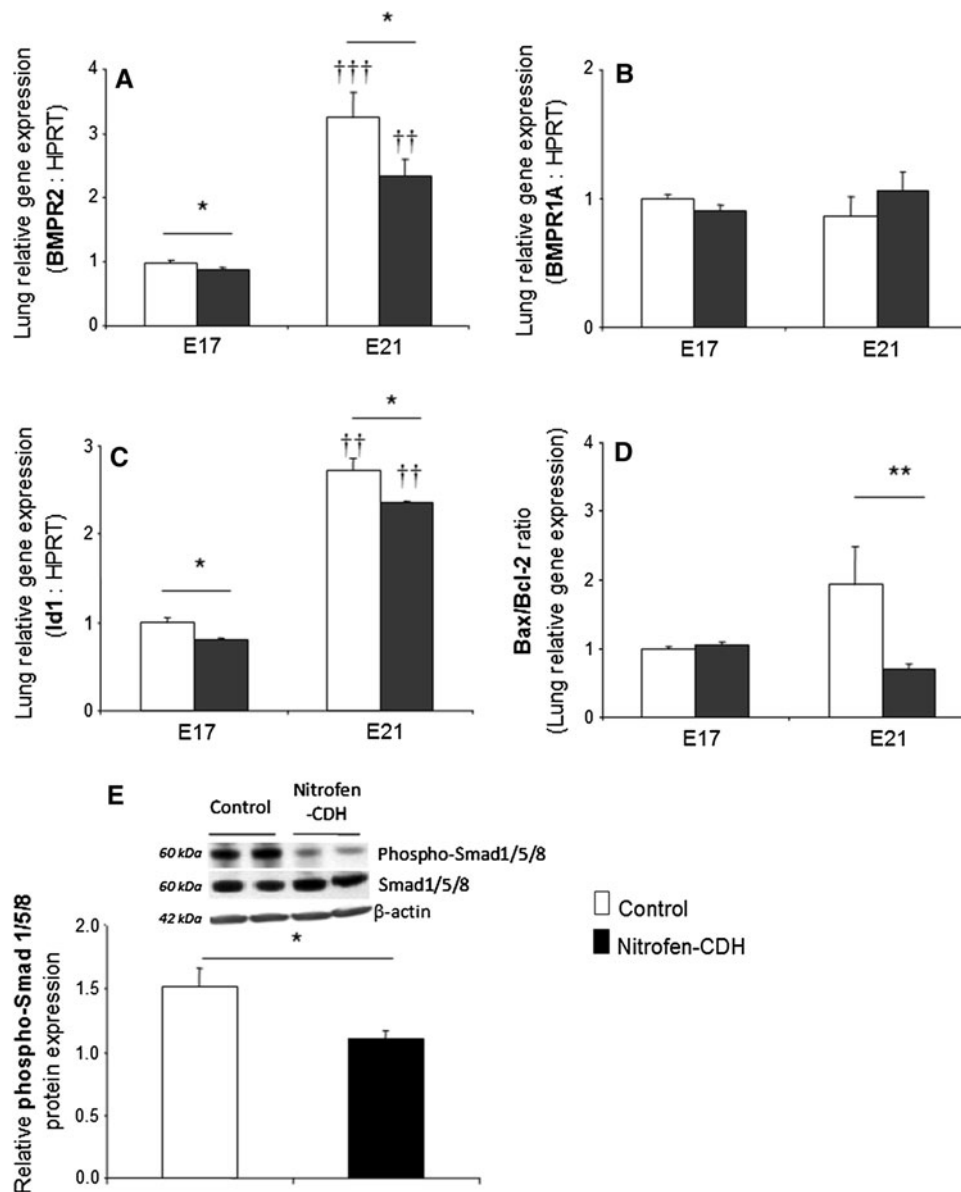 A
Lung relative gene expression
(BMPR2 : HPRT)
4
3
2
1
0
*
*
†††
††
E17
E21
B
Lung relative gene expression
(BMPR1A : HPRT)
2
1
0
E17
E21
C
Lung relative gene expression
(Id1 : HPRT)
3
2
1
0
*
*
††
††
E17
E21
D
Bax/Bcl-2 ratio
(Lung relative gene expression)
4
3
2
1
0
**
E17
E21
E
Control
Nitrofen
-CDH
60 kDa
Phospho-Smad1/5/8
60 kDa
Smad1/5/8
42 kDa
β-actin
Relative phospho-Smad 1/5/8
protein expression
2.0
1.5
1.0
0.5
0.0
*
Control
Nitrofen-CDH